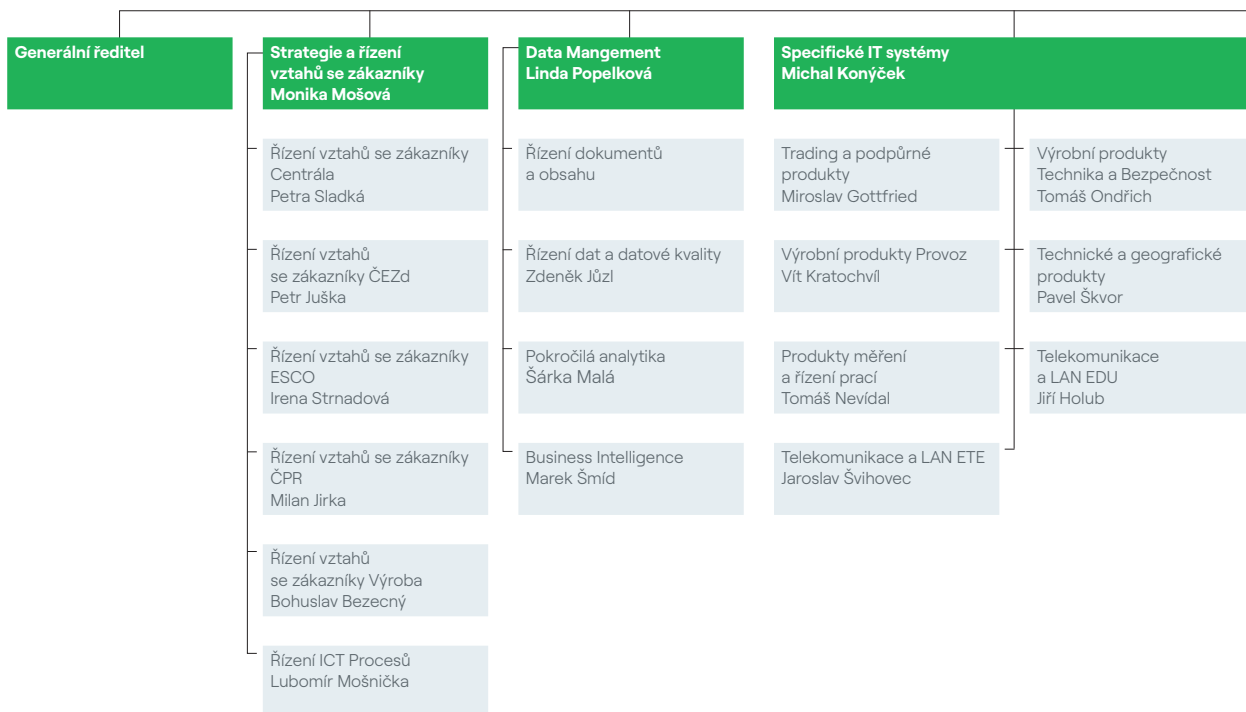 Generální ředitel
Strategie a řízení
vztahů se zákazníky
Monika Mošová
Řízení vztahů se zákazníky
Centrála
Petra Sladká
Řízení vztahů
se zákazníky ČEZd
Petr Juška
Řízení vztahů se zákazníky
ESCO
Irena Strnadová
Řízení vztahů se zákazníky
ČPR
Milan Jirka
Řízení vztahů
se zákazníky Výroba
Bohuslav Bezecný
Řízení ICT Procesů
Lubomír Mošnička
Data Mangement
Linda Popelková
Řízení dokumentů
a obsahu
Řízení dat a datové kvality
Zdeněk Jůzl
Pokročilá analytika
Šárka Malá
Business Intelligence
Marek Šmíd
Specifické IT systémy
Michal Konýček
Trading a podpůrné
produkty
Miroslav Gottfried
Výrobní produkty Provoz
Vít Kratochvíl
Produkty měření
a řízení prací
Tomáš Nevídal
Telekomunikace a LAN ETE
Jaroslav Švihovec
Výrobní produkty
Technika a Bezpečnost
Tomáš Ondřich
Technické a geografické
produkty
Pavel Škvor
Telekomunikace
a LAN EDU
Jiří Holub